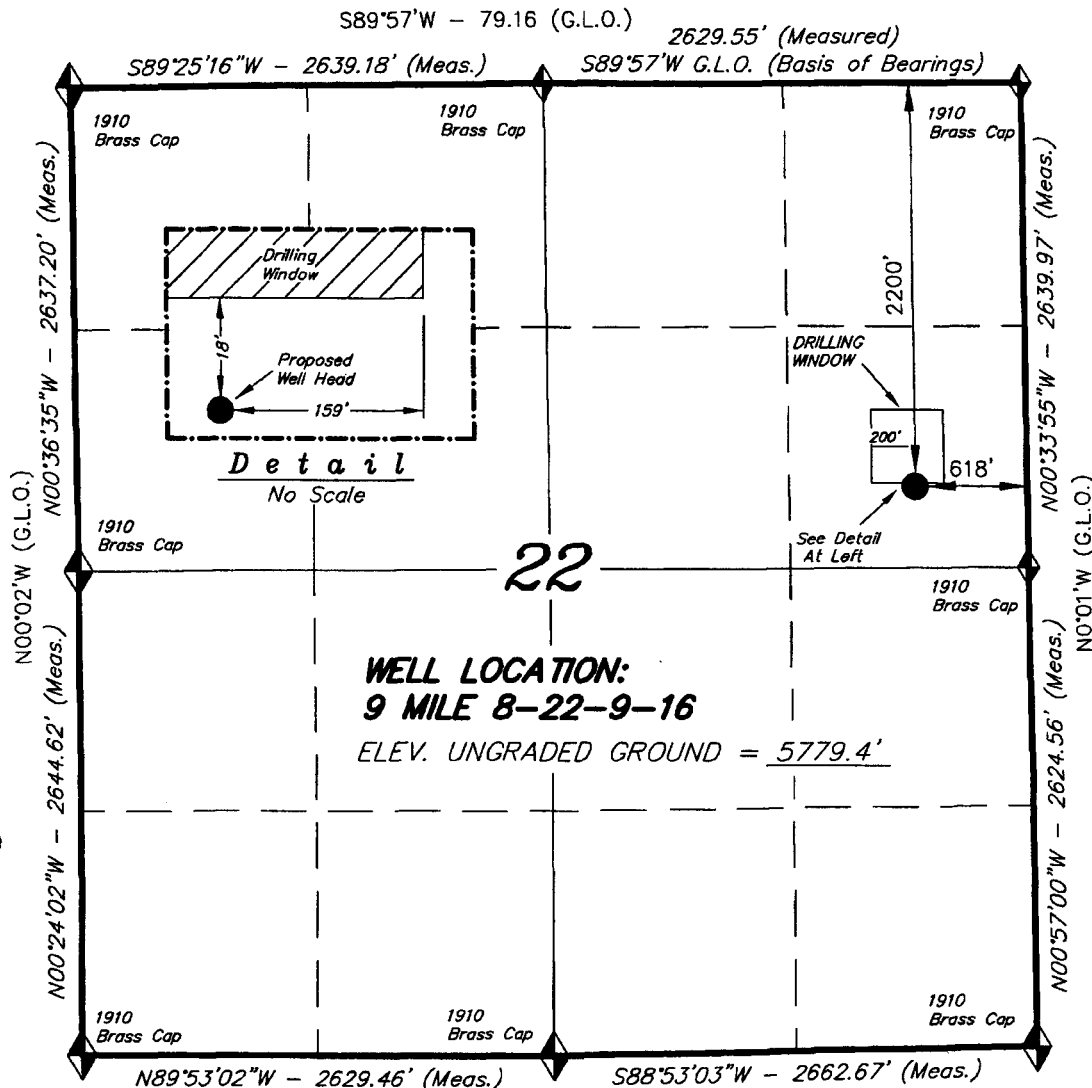 S89°57'W - 79.16 (G.L.O.)
2629.55' (Measured)
S89°25'16"W - 2639.18' (Meas.)
S89°57'W G.L.O. (Basis of Bearings)
1910
Brass Cap
1910
Brass Cap
1910
Brass Cap
N00°36'35"W - 2637.20' (Meas.)
N00°33'55"W - 2639.97' (Meas.)
2200'
Drilling
Window
18'
Proposed
Well Head
159'
Detail
No Scale
DRILLING
WINDOW
200'
618'
See Detail
At Left
N00°02'W (G.L.O.)
N0°01'W (G.L.O.)
1910
Brass Cap
22
1910
Brass Cap
WELL LOCATION:
9 MILE 8-22-9-16
ELEV. UNGRADED GROUND = 5779.4'
N00°24'02"W - 2644.62' (Meas.)
N00°57'00"W - 2624.56' (Meas.)
1910
Brass Cap
1910
Brass Cap
1910
Brass Cap
N89°53'02"W - 2629.46' (Meas.)
S88°53'03"W - 2662.67' (Meas.)